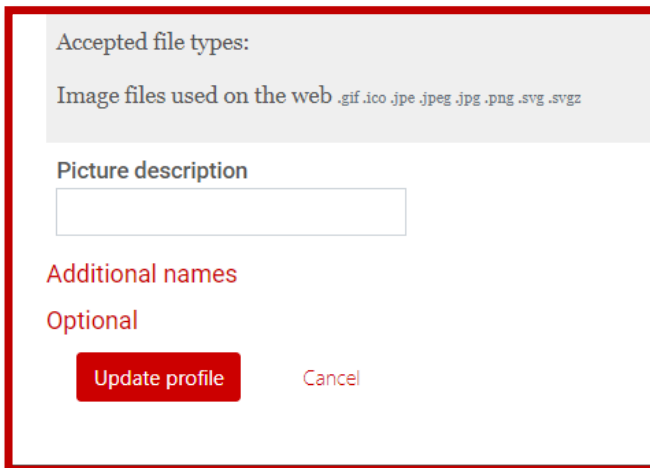 Accepted file types:
Image files used on the web .gif .ico .jpe .jpeg .jpg .png .svg .svgz
Picture description
Additional names
Optional
Update profile Cancel